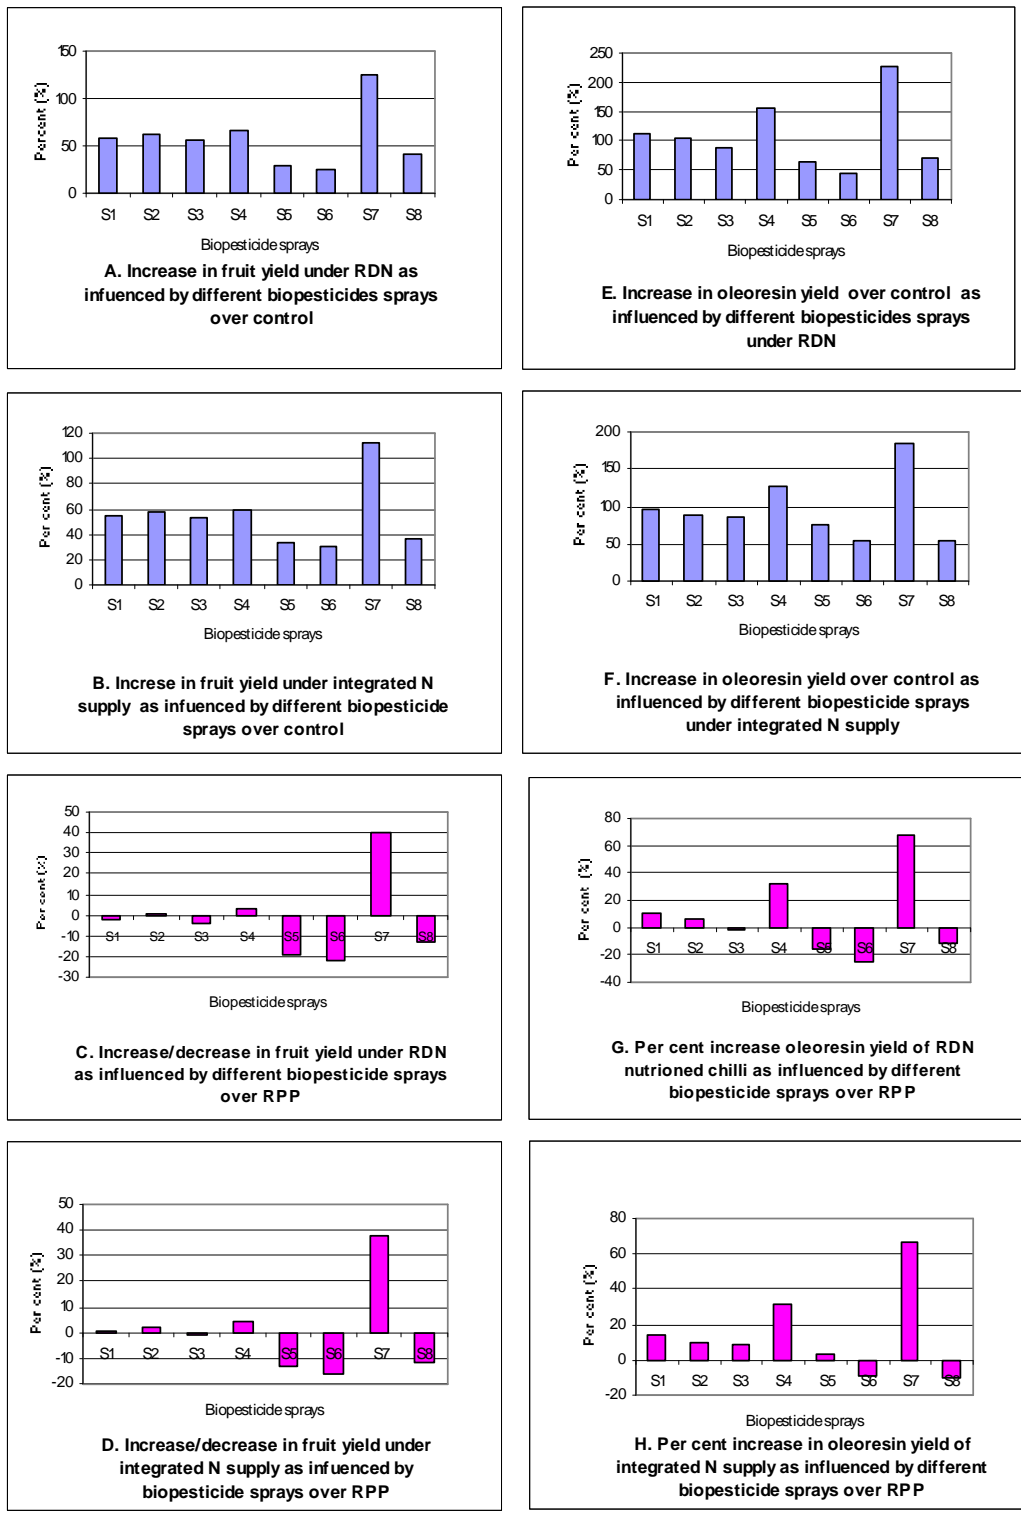 150
100
50
0
Per cent (%)
S1 S2 S3 S4 S5 S6 S7 S8
Biopesticide sprays
A. Increase in fruit yield under RDN as
infuenced by different biopesticides sprays
over control
250
200
150
100
50
0
Per cent (%)
S1 S2 S3 S4 S5 S6 S7 S8
Biopesticide sprays
E. Increase in oleoresin yield over control as
influenced by different biopesticides sprays
under RDN
120
100
80
60
40
20
0
Per cent (%)
S1 S2 S3 S4 S5 S6 S7 S8
Biopesticide sprays
B. Increse in fruit yield under integrated N
supply as infuenced by different biopesticide
sprays over control
200
150
100
50
0
Per cent (%)
S1 S2 S3 S4 S5 S6 S7 S8
Biopesticide sprays
F. Increase in oleoresin yield over control as
influenced by different biopesticide sprays
under integrated N supply
50
40
30
20
10
0
-10
-20
-30
Per cent (%)
S1 S2 S3 S4 S5 S6 S7 S8
Biopesticide sprays
C. Increase/decrease in fruit yield under RDN
as influenced by different biopesticide sprays
over RPP
80
60
40
20
0
-20
-40
Per cent (%)
S1 S2 S3 S4 S5 S6 S7 S8
Biopesticide sprays
G. Per cent increase oleoresin yield of RDN
nutrioned chilli as influenced by different
biopesticide sprays over RPP
50
40
30
20
10
0
-10
-20
Per cent (%)
S1 S2 S3 S4 S5 S6 S7 S8
Biopesticide sprays
D. Increase/decrease in fruit yield under
integrated N supply as infuenced by
biopesticide sprays over RPP
80
60
40
20
0
-20
Per cent (%)
S1 S2 S3 S4 S5 S6 S7 S8
Biopesticide sprays
H. Per cent increase in oleoresin yield of
integrated N supply as influenced by different
biopesticide sprays over RPP